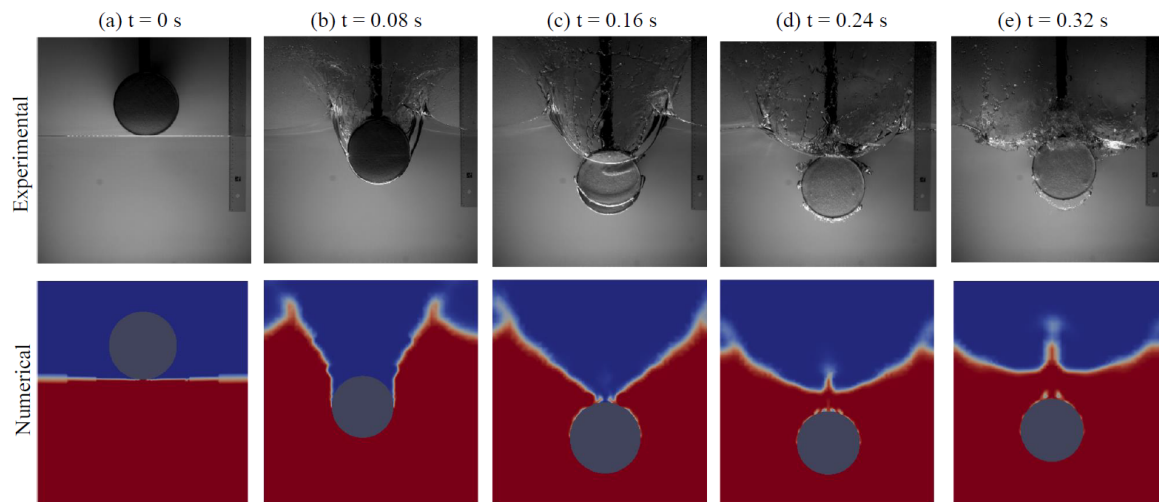 (a) t = 0 s
(b) t = 0.08 s
(c) t = 0.16 s
(d) t = 0.24 s
(e) t = 0.32 s
Experimental
Numerical